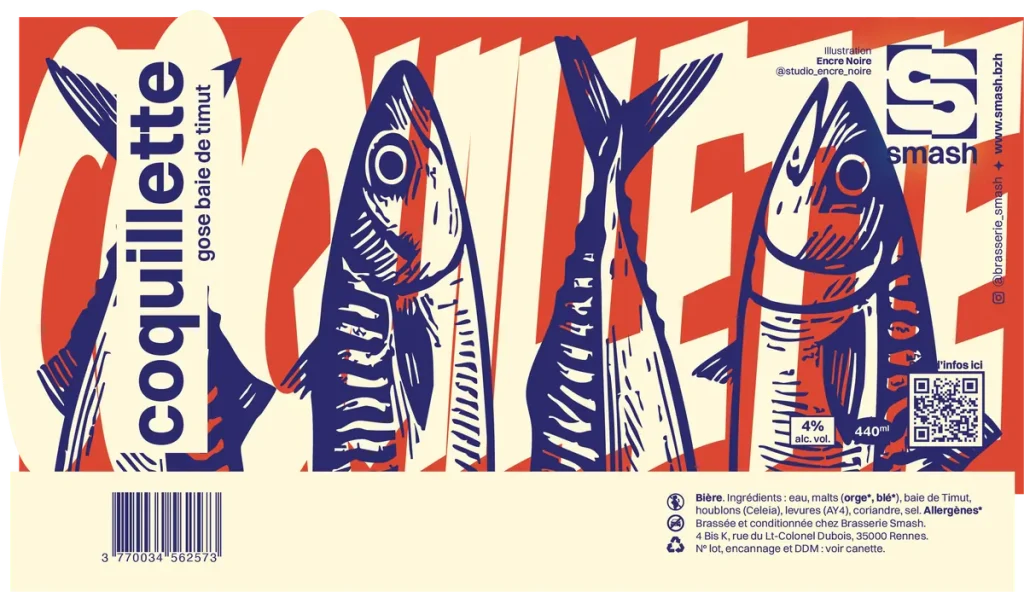 coquillette
gose baie de timut
COQUILLETTE
Illustration
Encre Noire
@studio_encre_noire
S
smash
@brasserie_smash + www.smash.bzh
l'infos ici
4%
alc. vol.
440ml
3 770034 562573
Bière. Ingrédients : eau, malts (orge*, blé*), baie de Timut,
houblons (Celeia), levures (AY4), coriandre, sel. Allergènes*
Brassée et conditionnée chez Brasserie Smash.
4 Bis K, rue du Lt-Colonel Dubois, 35000 Rennes.
N° lot, encannage et DDM : voir canette.